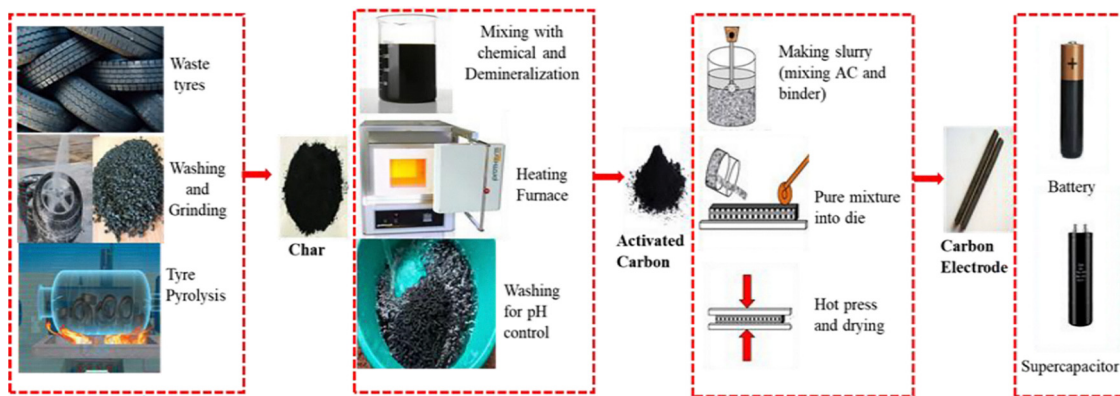 Waste
tyres
Washing
and
Grinding
Tyre
Pyrolysis
Char
Mixing with
chemical and
Demineralization
Heating
Furnace
Washing
for pH
control
Activated
Carbon
Making slurry
(mixing AC and
binder)
Pure mixture
into die
Hot press
and drying
Carbon
Electrode
+
Battery
Supercapacitor